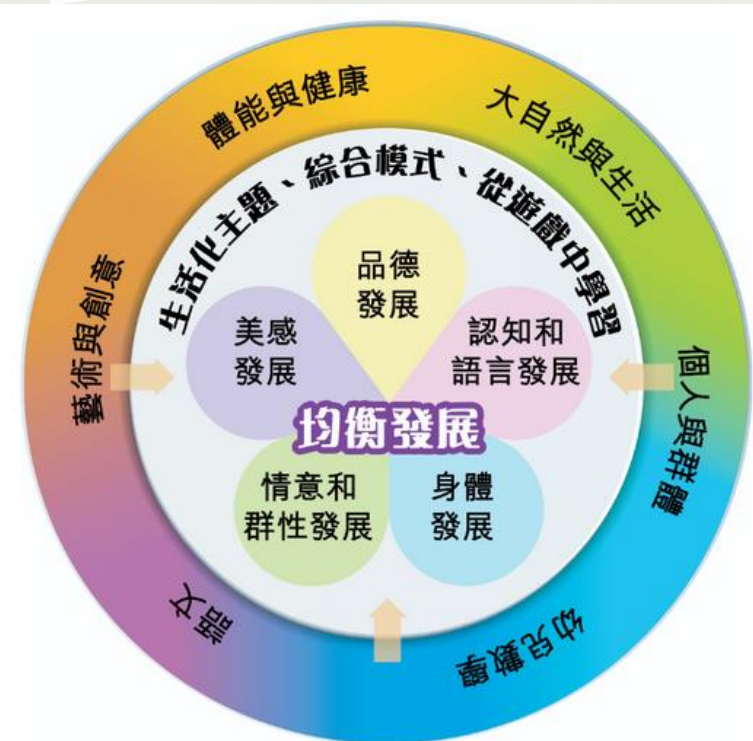 體能與健康
大自然與生活
個人與群體
幼兒數學
語文
藝術與創意
生活化主題、綜合模式、從遊戲中學習
品德
發展
美感
發展
認知和
語言發展
均衡發展
情意和
群性發展
身體
發展